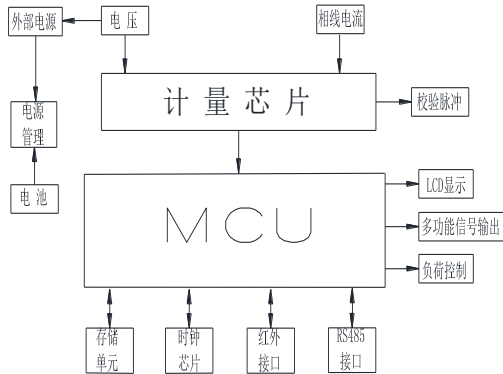 外部电源
电压
相线电流
计量芯片
校验脉冲
电源
管理
电池
MCU
LCD显示
多功能信号输出
负荷控制
存储
单元
时钟
芯片
红外
接口
RS485
接口